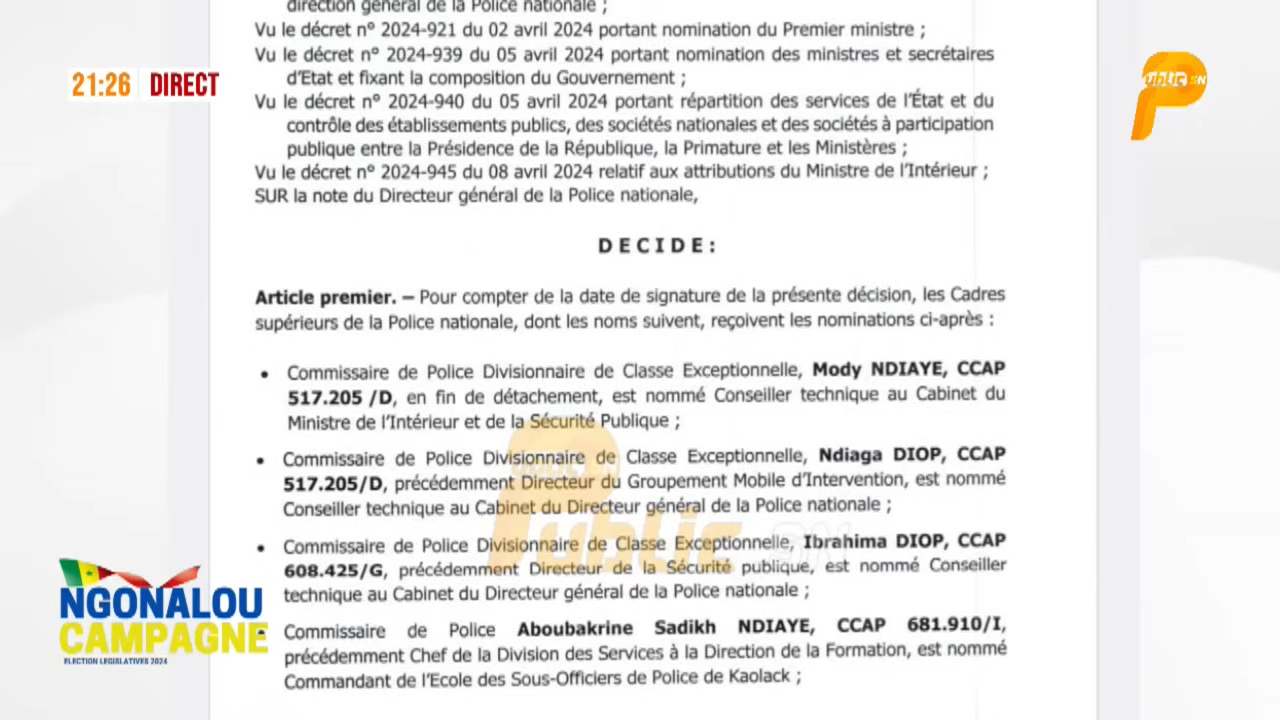 direction général de la Police nationale ;
Vu le décret n° 2024-921 du 02 avril 2024 portant nomination du Premier ministre ;
Vu le décret n° 2024-939 du 05 avril 2024 portant nomination des ministres et secrétaires
d'Etat et fixant la composition du Gouvernement ;
Vu le décret n° 2024-940 du 05 avril 2024 portant répartition des services de l'État et du
contrôle des établissements publics, des sociétés nationales et des sociétés à participation
publique entre la Présidence de la République, la Primature et les Ministères ;
Vu le décret n° 2024-945 du 08 avril 2024 relatif aux attributions du Ministre de l'Intérieur ;
SUR la note du Directeur général de la Police nationale,
21:26 DIRECT
PUBLIC SN
DECIDE:
Article premier. – Pour compter de la date de signature de la présente décision, les Cadres
supérieurs de la Police nationale, dont les noms suivent, reçoivent les nominations ci-après :
• Commissaire de Police Divisionnaire de Classe Exceptionnelle, Mody NDIAYE, CCAP
517.205 /D, en fin de détachement, est nommé Conseiller technique au Cabinet du
Ministre de l'Intérieur et de la Sécurité Publique ;
• Commissaire de Police Divisionnaire de Classe Exceptionnelle, Ndiaga DIOP, CCAP
517.205/D, précédemment Directeur du Groupement Mobile d'Intervention, est nommé
Conseiller technique au Cabinet du Directeur général de la Police nationale ;
• Commissaire de Police Divisionnaire de Classe Exceptionnelle, Ibrahima DIOP, CCAP
608.425/G, précédemment Directeur de la Sécurité publique, est nommé Conseiller
technique au Cabinet du Directeur général de la Police nationale ;
• Commissaire de Police Aboubakrine Sadikh NDIAYE, CCAP 681.910/I,
précédemment Chef de la Division des Services à la Direction de la Formation, est nommé
Commandant de l'Ecole des Sous-Officiers de Police de Kaolack ;
Public SN
NGONALOU
CAMPAGNE
ELECTION LEGISLATIVES 2024